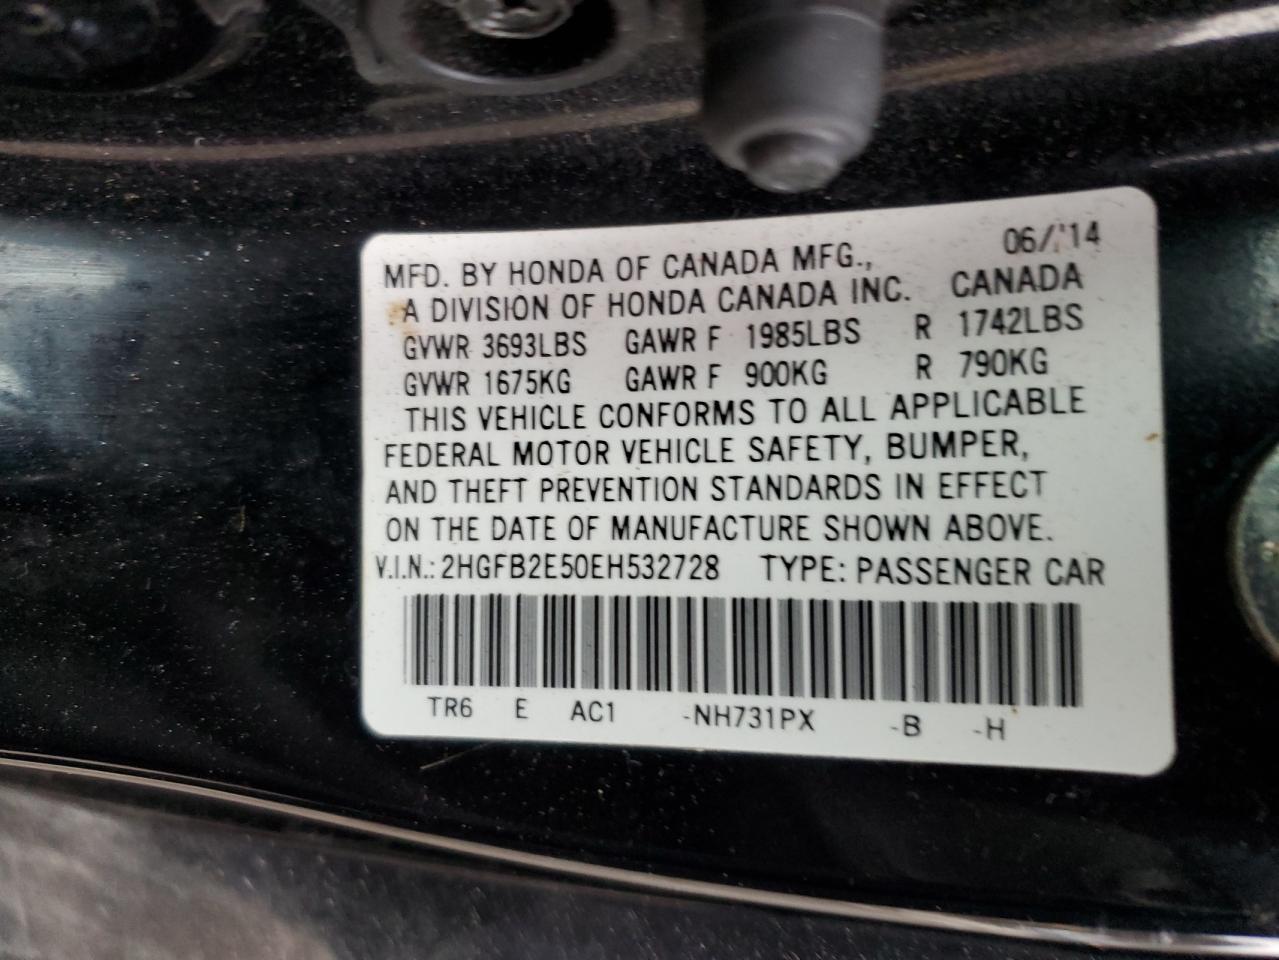 06/'14
MFD. BY HONDA OF CANADA MFG.,
A DIVISION OF HONDA CANADA INC. CANADA
GVWR 3693LBS GAWR F 1985LBS R 1742LBS
GVWR 1675KG GAWR F 900KG R 790KG
THIS VEHICLE CONFORMS TO ALL APPLICABLE
FEDERAL MOTOR VEHICLE SAFETY, BUMPER,
AND THEFT PREVENTION STANDARDS IN EFFECT
ON THE DATE OF MANUFACTURE SHOWN ABOVE.
V.I.N.: 2HGFB2E50EH532728 TYPE: PASSENGER CAR
TR6 E AC1 -NH731PX -B -H